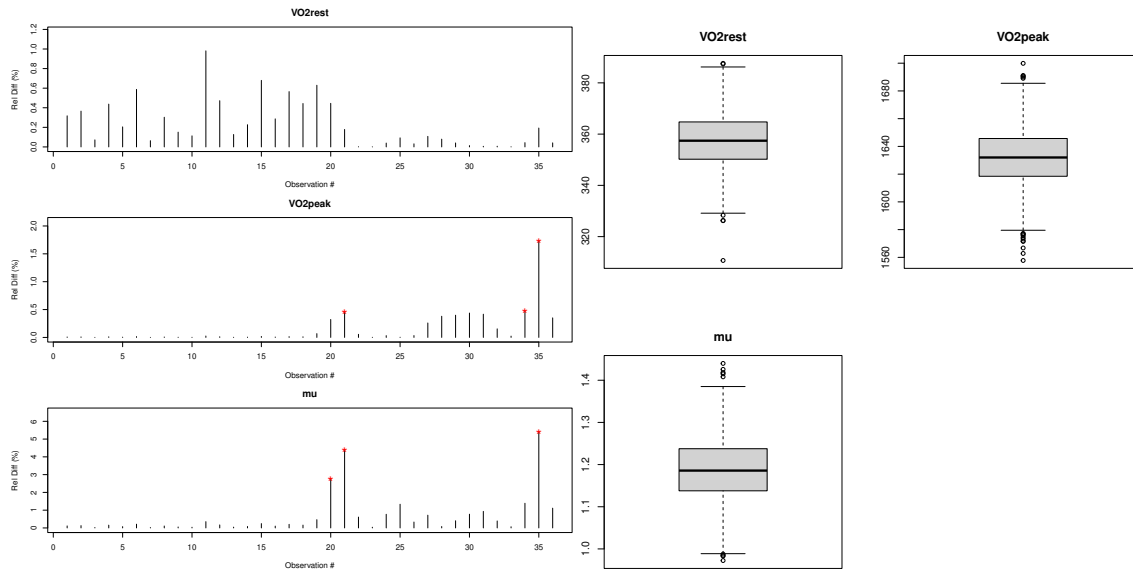 VO2rest
Rel Diff (%)
0.0 0.2 0.4 0.6 0.8 1.0 1.2
0 5 10 15 20 25 30 35
Observation #
VO2peak
Rel Diff (%)
0.0 0.5 1.0 1.5 2.0
0 5 10 15 20 25 30 35
Observation #
mu
Rel Diff (%)
0 1 2 3 4 5 6
0 5 10 15 20 25 30 35
Observation #
VO2rest
320 340 360 380
VO2peak
1560 1600 1640 1680
mu
1.0 1.1 1.2 1.3 1.4